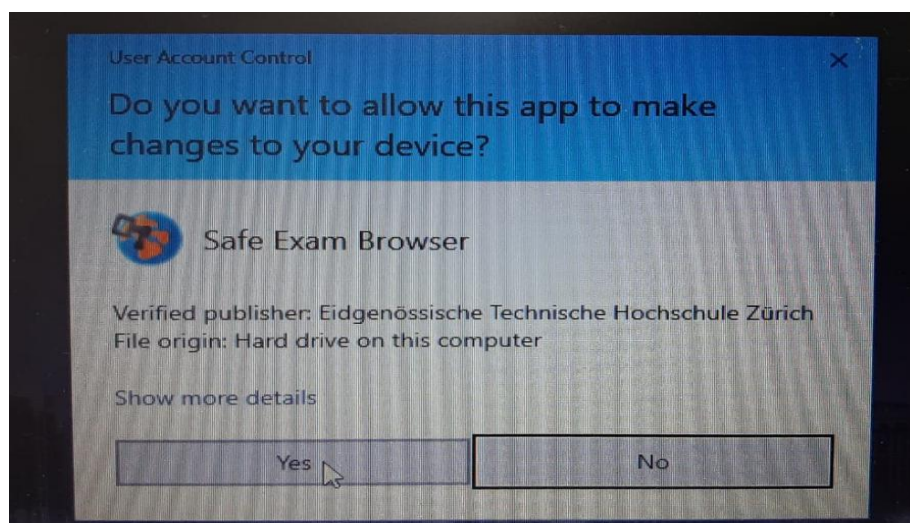 User Account Control
Do you want to allow this app to make
changes to your device?
Safe Exam Browser
Verified publisher: Eidgenössische Technische Hochschule Zürich
File origin: Hard drive on this computer
Show more details
Yes No